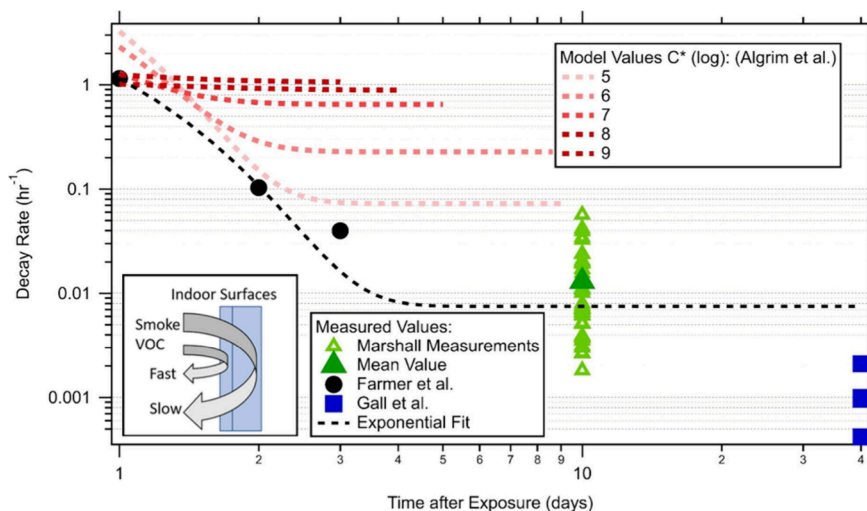 Decay Rate (hr⁻¹)
1
0.1
0.01
0.001
Model Values C* (log): (Algrim et al.)
5
6
7
8
9
Indoor Surfaces
Smoke
VOC
Fast
Slow
Measured Values:
Marshall Measurements
Mean Value
Farmer et al.
Gall et al.
Exponential Fit
1
2
3
4
5
6
7
8
9
10
2
3
4
Time after Exposure (days)